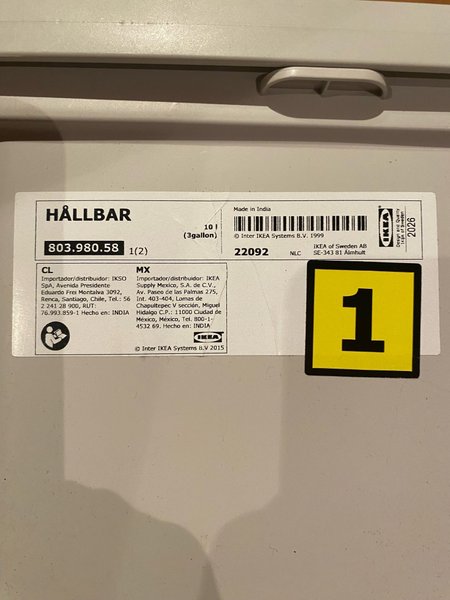 HÅLLBAR
10 l
(3gallon)
803.980.58 1(2)
Made in India
© Inter IKEA Systems B.V. 1999
22092 NLC
IKEA of Sweden AB
SE-343 81 Älmhult
IKEA
Design and Quality
IKEA of Sweden
2026
CL
Importador/distribuidor: IKSO
SpA, Avenida Presidente
Eduardo Frei Montalva 3092,
Renca, Santiago, Chile, Tel.: 56
2 241 28 900, RUT:
76.993.859-1 Hecho en: INDIA
MX
Importador/distribuidor: IKEA
Supply Mexico, S.A. de C.V.,
Av. Paseo de las Palmas 275,
Int. 403-404, Lomas de
Chapultepec V sección, Miguel
Hidalgo C.P.: 11000 Ciudad de
México, México, Tel. 800-1-
4532 69. Hecho en: INDIA
IKEA
© Inter IKEA Systems B.V 2015
1